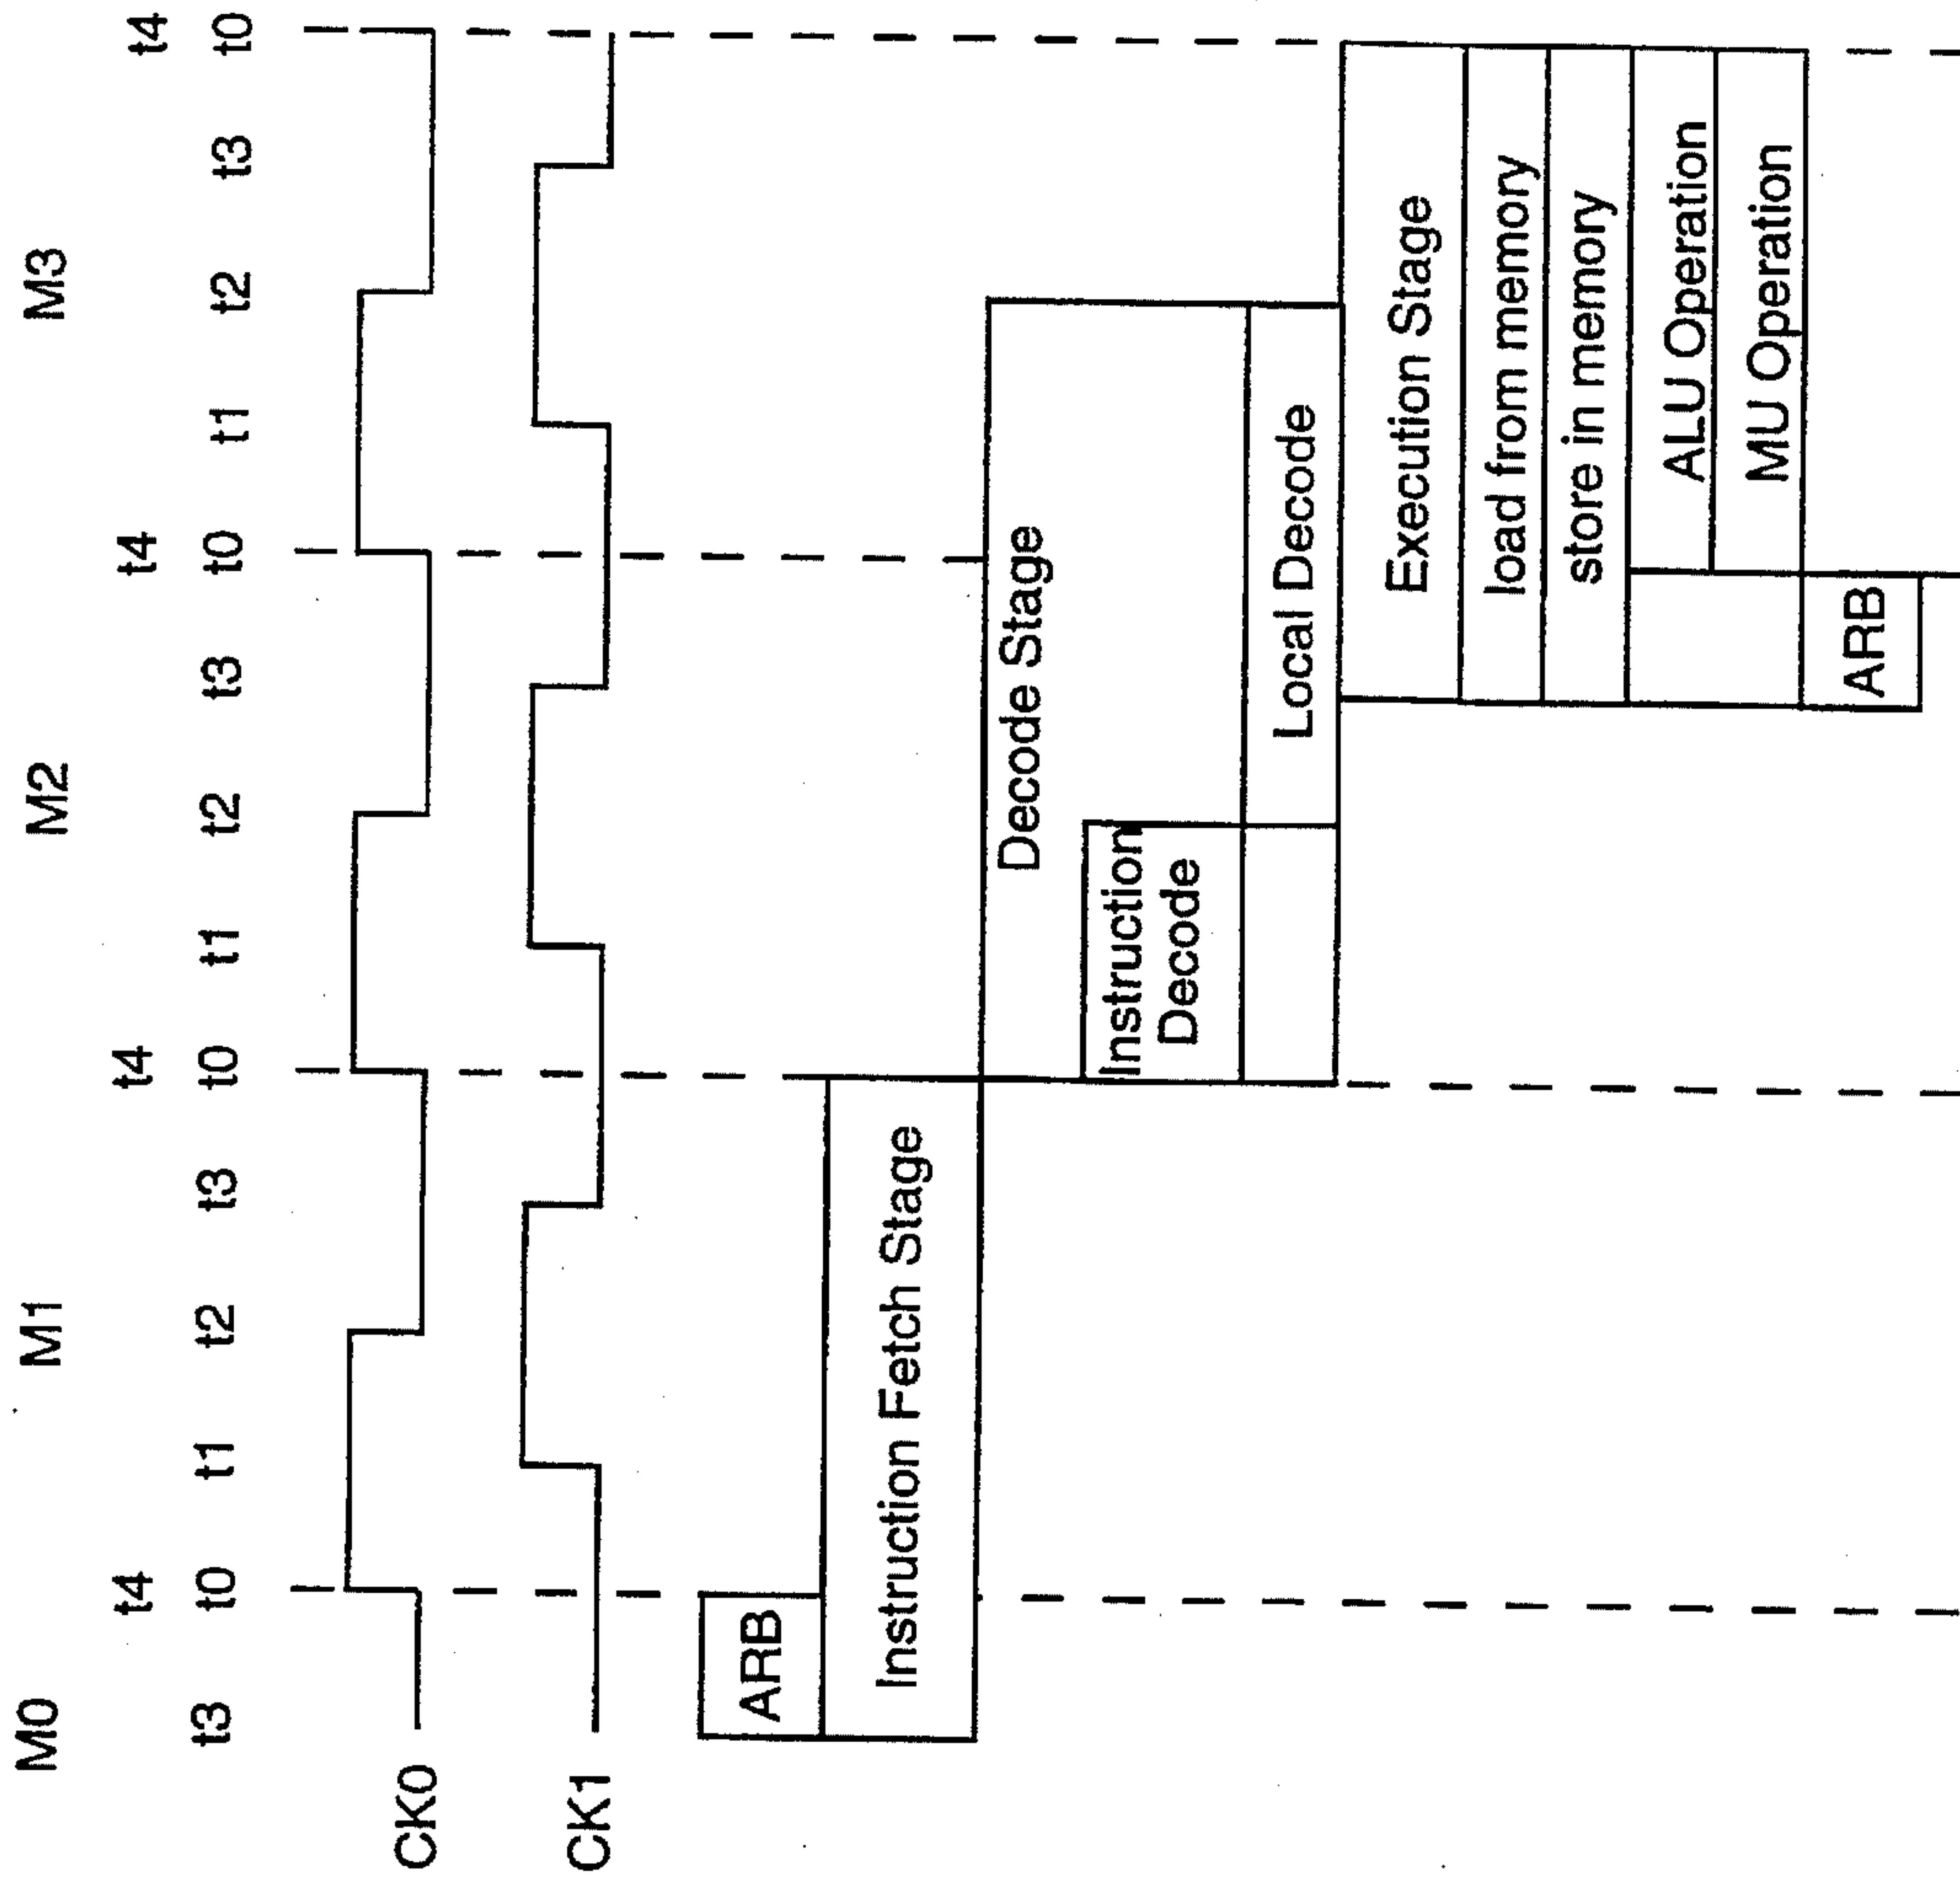 M0 M1 M2 M3
t4 t4 t4 t4
t3 t0 t1 t2 t3 t0 t1 t2 t3 t0 t1 t2 t3 t0
CK0
CK1
ARB
Instruction Fetch Stage
Decode Stage
Instruction
Decode
Local Decode
Execution Stage
load from memory
store in memory
ALU Operation
MU Operation
ARB